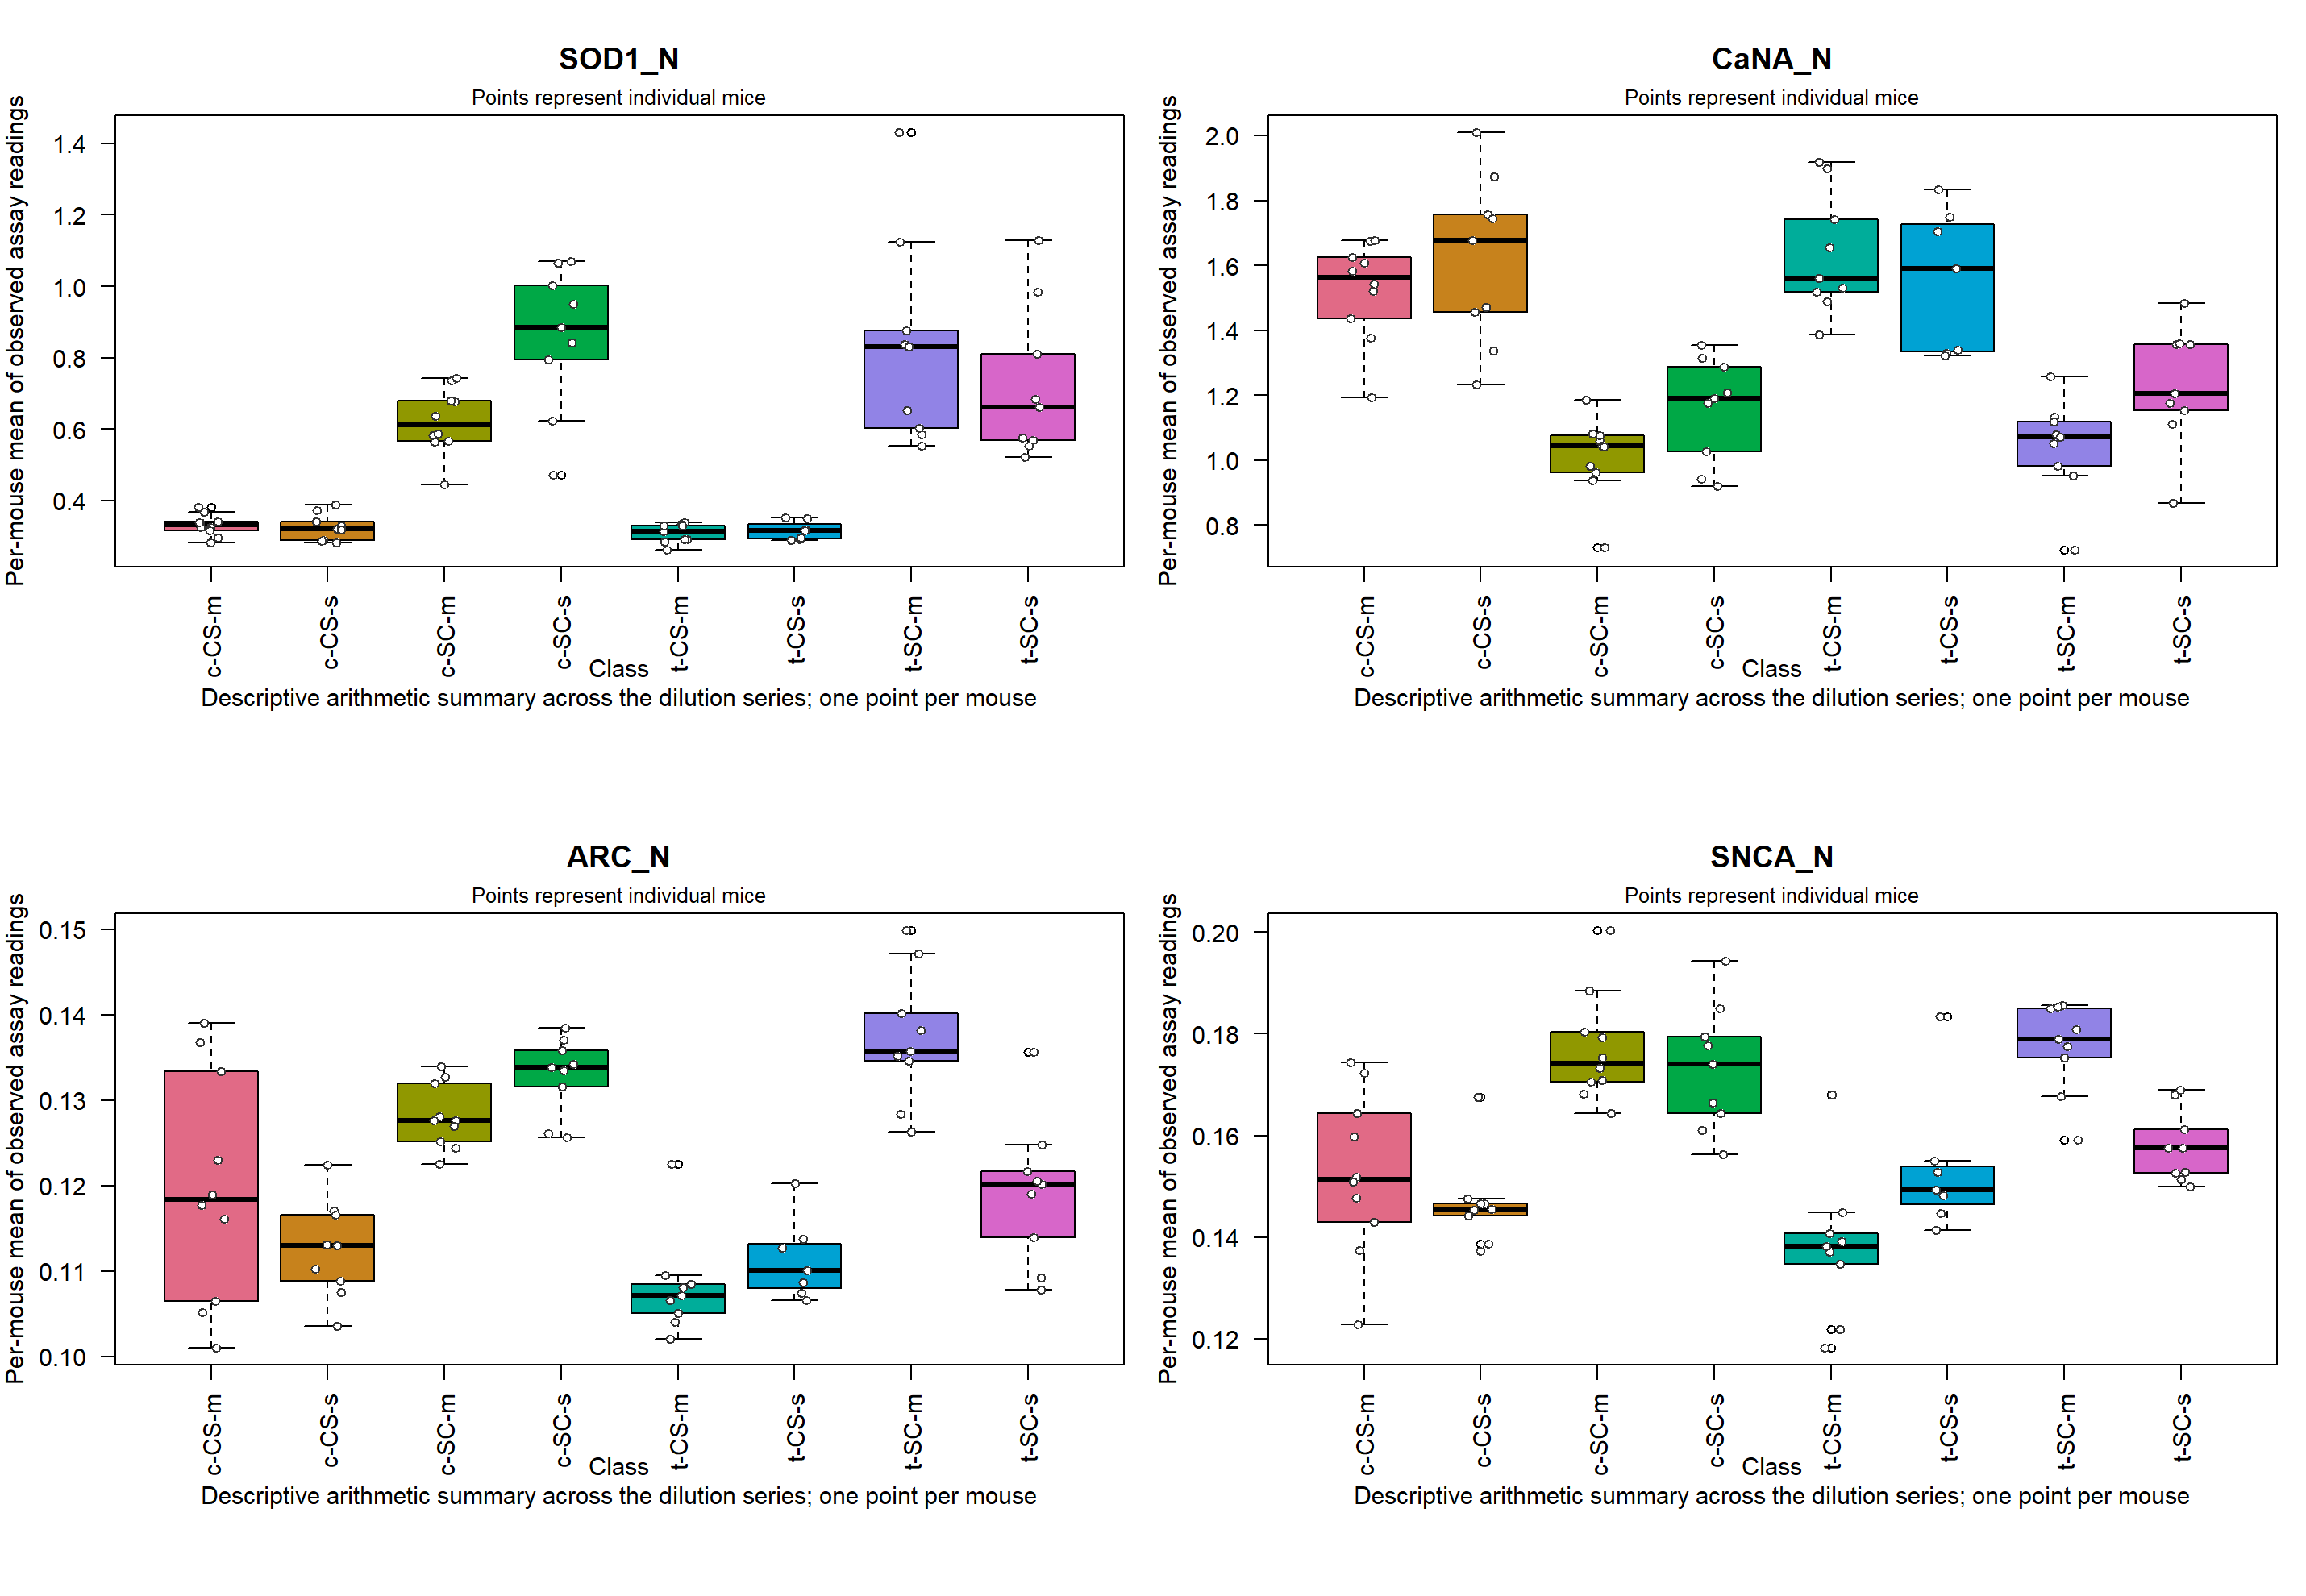 SOD1_N
Points represent individual mice
Per-mouse mean of observed assay readings
1.4
1.2
1.0
0.8
0.6
0.4
c-CS-m
c-CS-s
c-SC-m
c-SC-s
t-CS-m
t-CS-s
t-SC-m
t-SC-s
Class
Descriptive arithmetic summary across the dilution series; one point per mouse
CaNA_N
Points represent individual mice
Per-mouse mean of observed assay readings
2.0
1.8
1.6
1.4
1.2
1.0
0.8
c-CS-m
c-CS-s
c-SC-m
c-SC-s
t-CS-m
t-CS-s
t-SC-m
t-SC-s
Class
Descriptive arithmetic summary across the dilution series; one point per mouse
ARC_N
Points represent individual mice
Per-mouse mean of observed assay readings
0.15
0.14
0.13
0.12
0.11
0.10
c-CS-m
c-CS-s
c-SC-m
c-SC-s
t-CS-m
t-CS-s
t-SC-m
t-SC-s
Class
Descriptive arithmetic summary across the dilution series; one point per mouse
SNCA_N
Points represent individual mice
Per-mouse mean of observed assay readings
0.20
0.18
0.16
0.14
0.12
c-CS-m
c-CS-s
c-SC-m
c-SC-s
t-CS-m
t-CS-s
t-SC-m
t-SC-s
Class
Descriptive arithmetic summary across the dilution series; one point per mouse